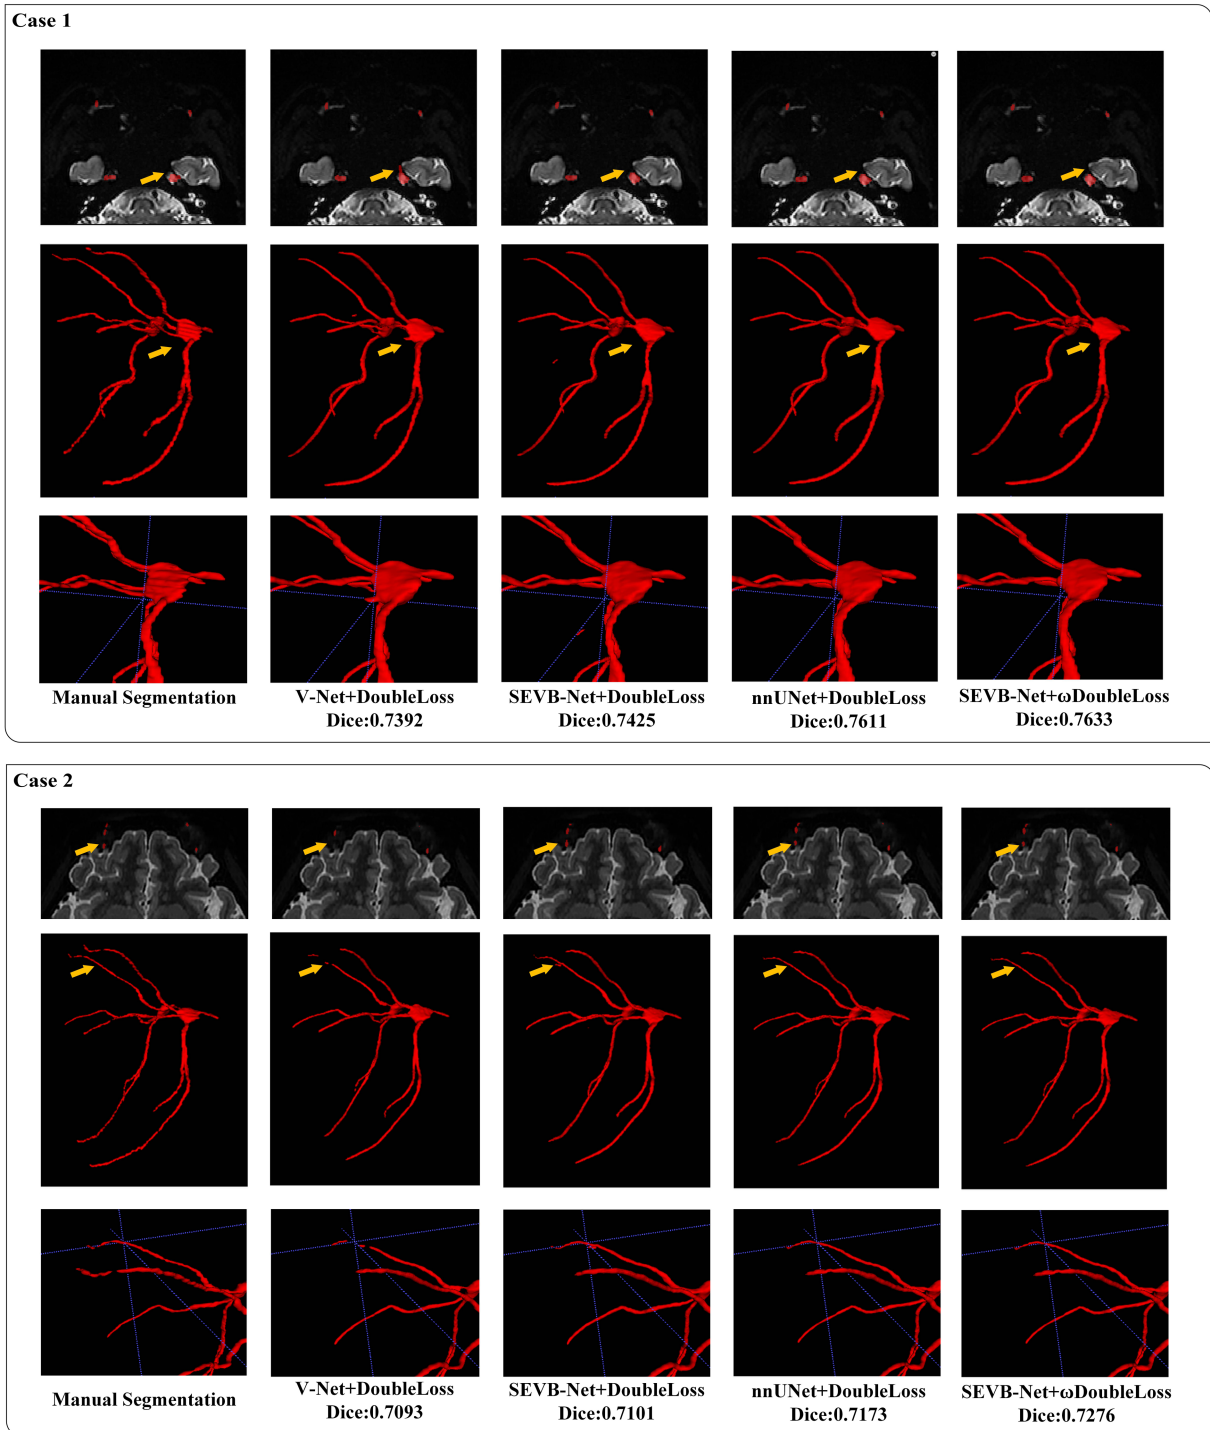 Case 1
Manual Segmentation
V-Net+DoubleLoss
Dice:0.7392
SEVB-Net+DoubleLoss
Dice:0.7425
nnUNet+DoubleLoss
Dice:0.7611
SEVB-Net+ωDoubleLoss
Dice:0.7633
Case 2
Manual Segmentation
V-Net+DoubleLoss
Dice:0.7093
SEVB-Net+DoubleLoss
Dice:0.7101
nnUNet+DoubleLoss
Dice:0.7173
SEVB-Net+ωDoubleLoss
Dice:0.7276